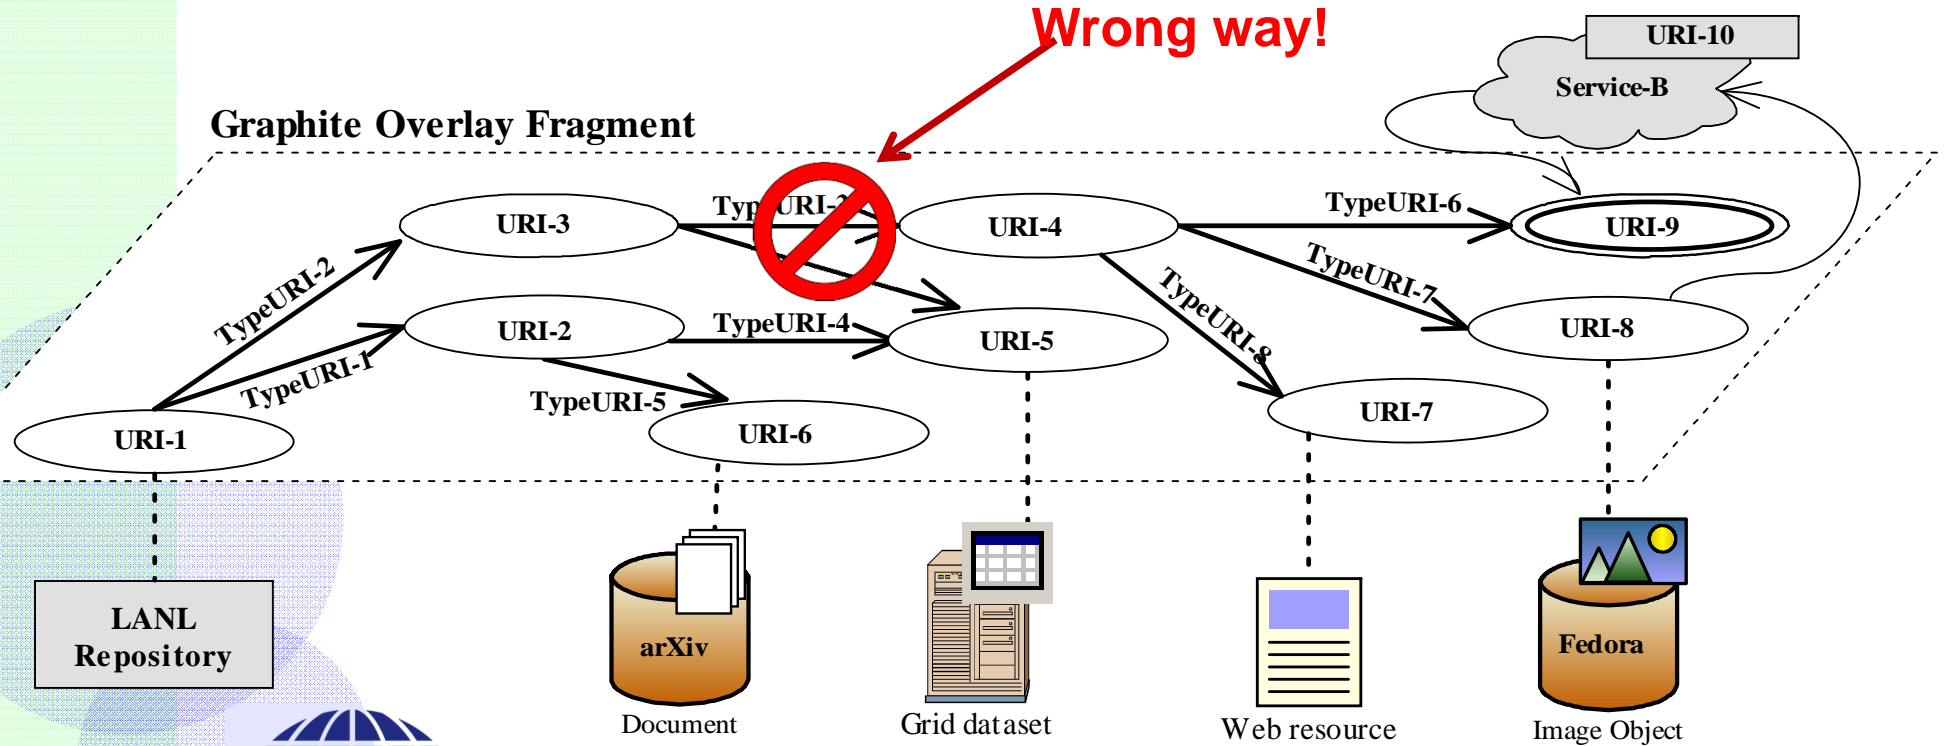 Wrong way!
URI-10
Service-B
Graphite Overlay Fragment
URI-3
URI-4
TypeURI-6
URI-9
TypeURI-2
TypeURI-7
URI-2
TypeURI-4
URI-5
TypeURI-8
URI-8
TypeURI-1
TypeURI-5
URI-7
URI-1
URI-6
LANL
Repository
arXiv
Fedora
Document
Grid dataset
Web resource
Image Object